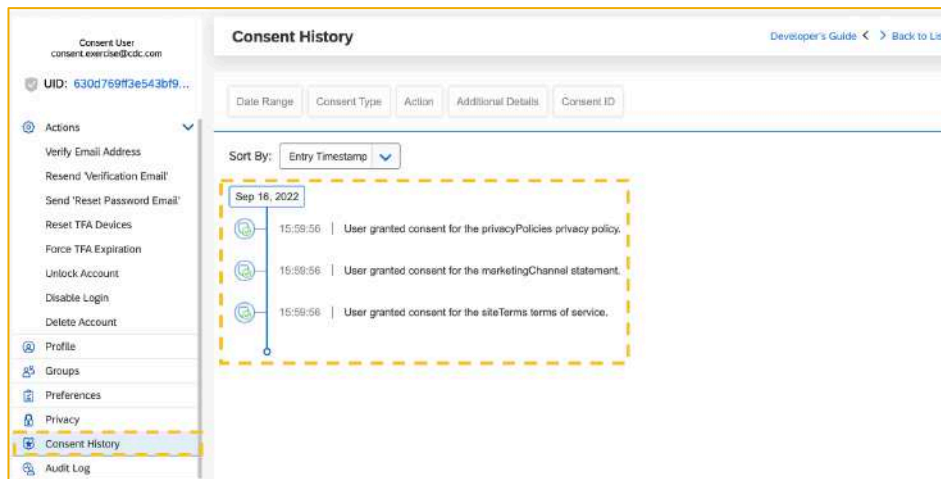 Consent User
consent.exercise@cdc.com
UID: 630d769ff3e543bf9...
Actions
Verify Email Address
Resend 'Verification Email'
Send 'Reset Password Email'
Reset TFA Devices
Force TFA Expiration
Unlock Account
Disable Login
Delete Account
Profile
Groups
Preferences
Privacy
Consent History
Audit Log
Consent History
Developer's Guide < > Back to Lis
Date Range Consent Type Action Additional Details Consent ID
Sort By: Entry Timestamp
Sep 16, 2022
15:59:56 | User granted consent for the privacyPolicies privacy policy.
15:59:56 | User granted consent for the marketingChannel statement.
15:59:56 | User granted consent for the siteTerms terms of service.